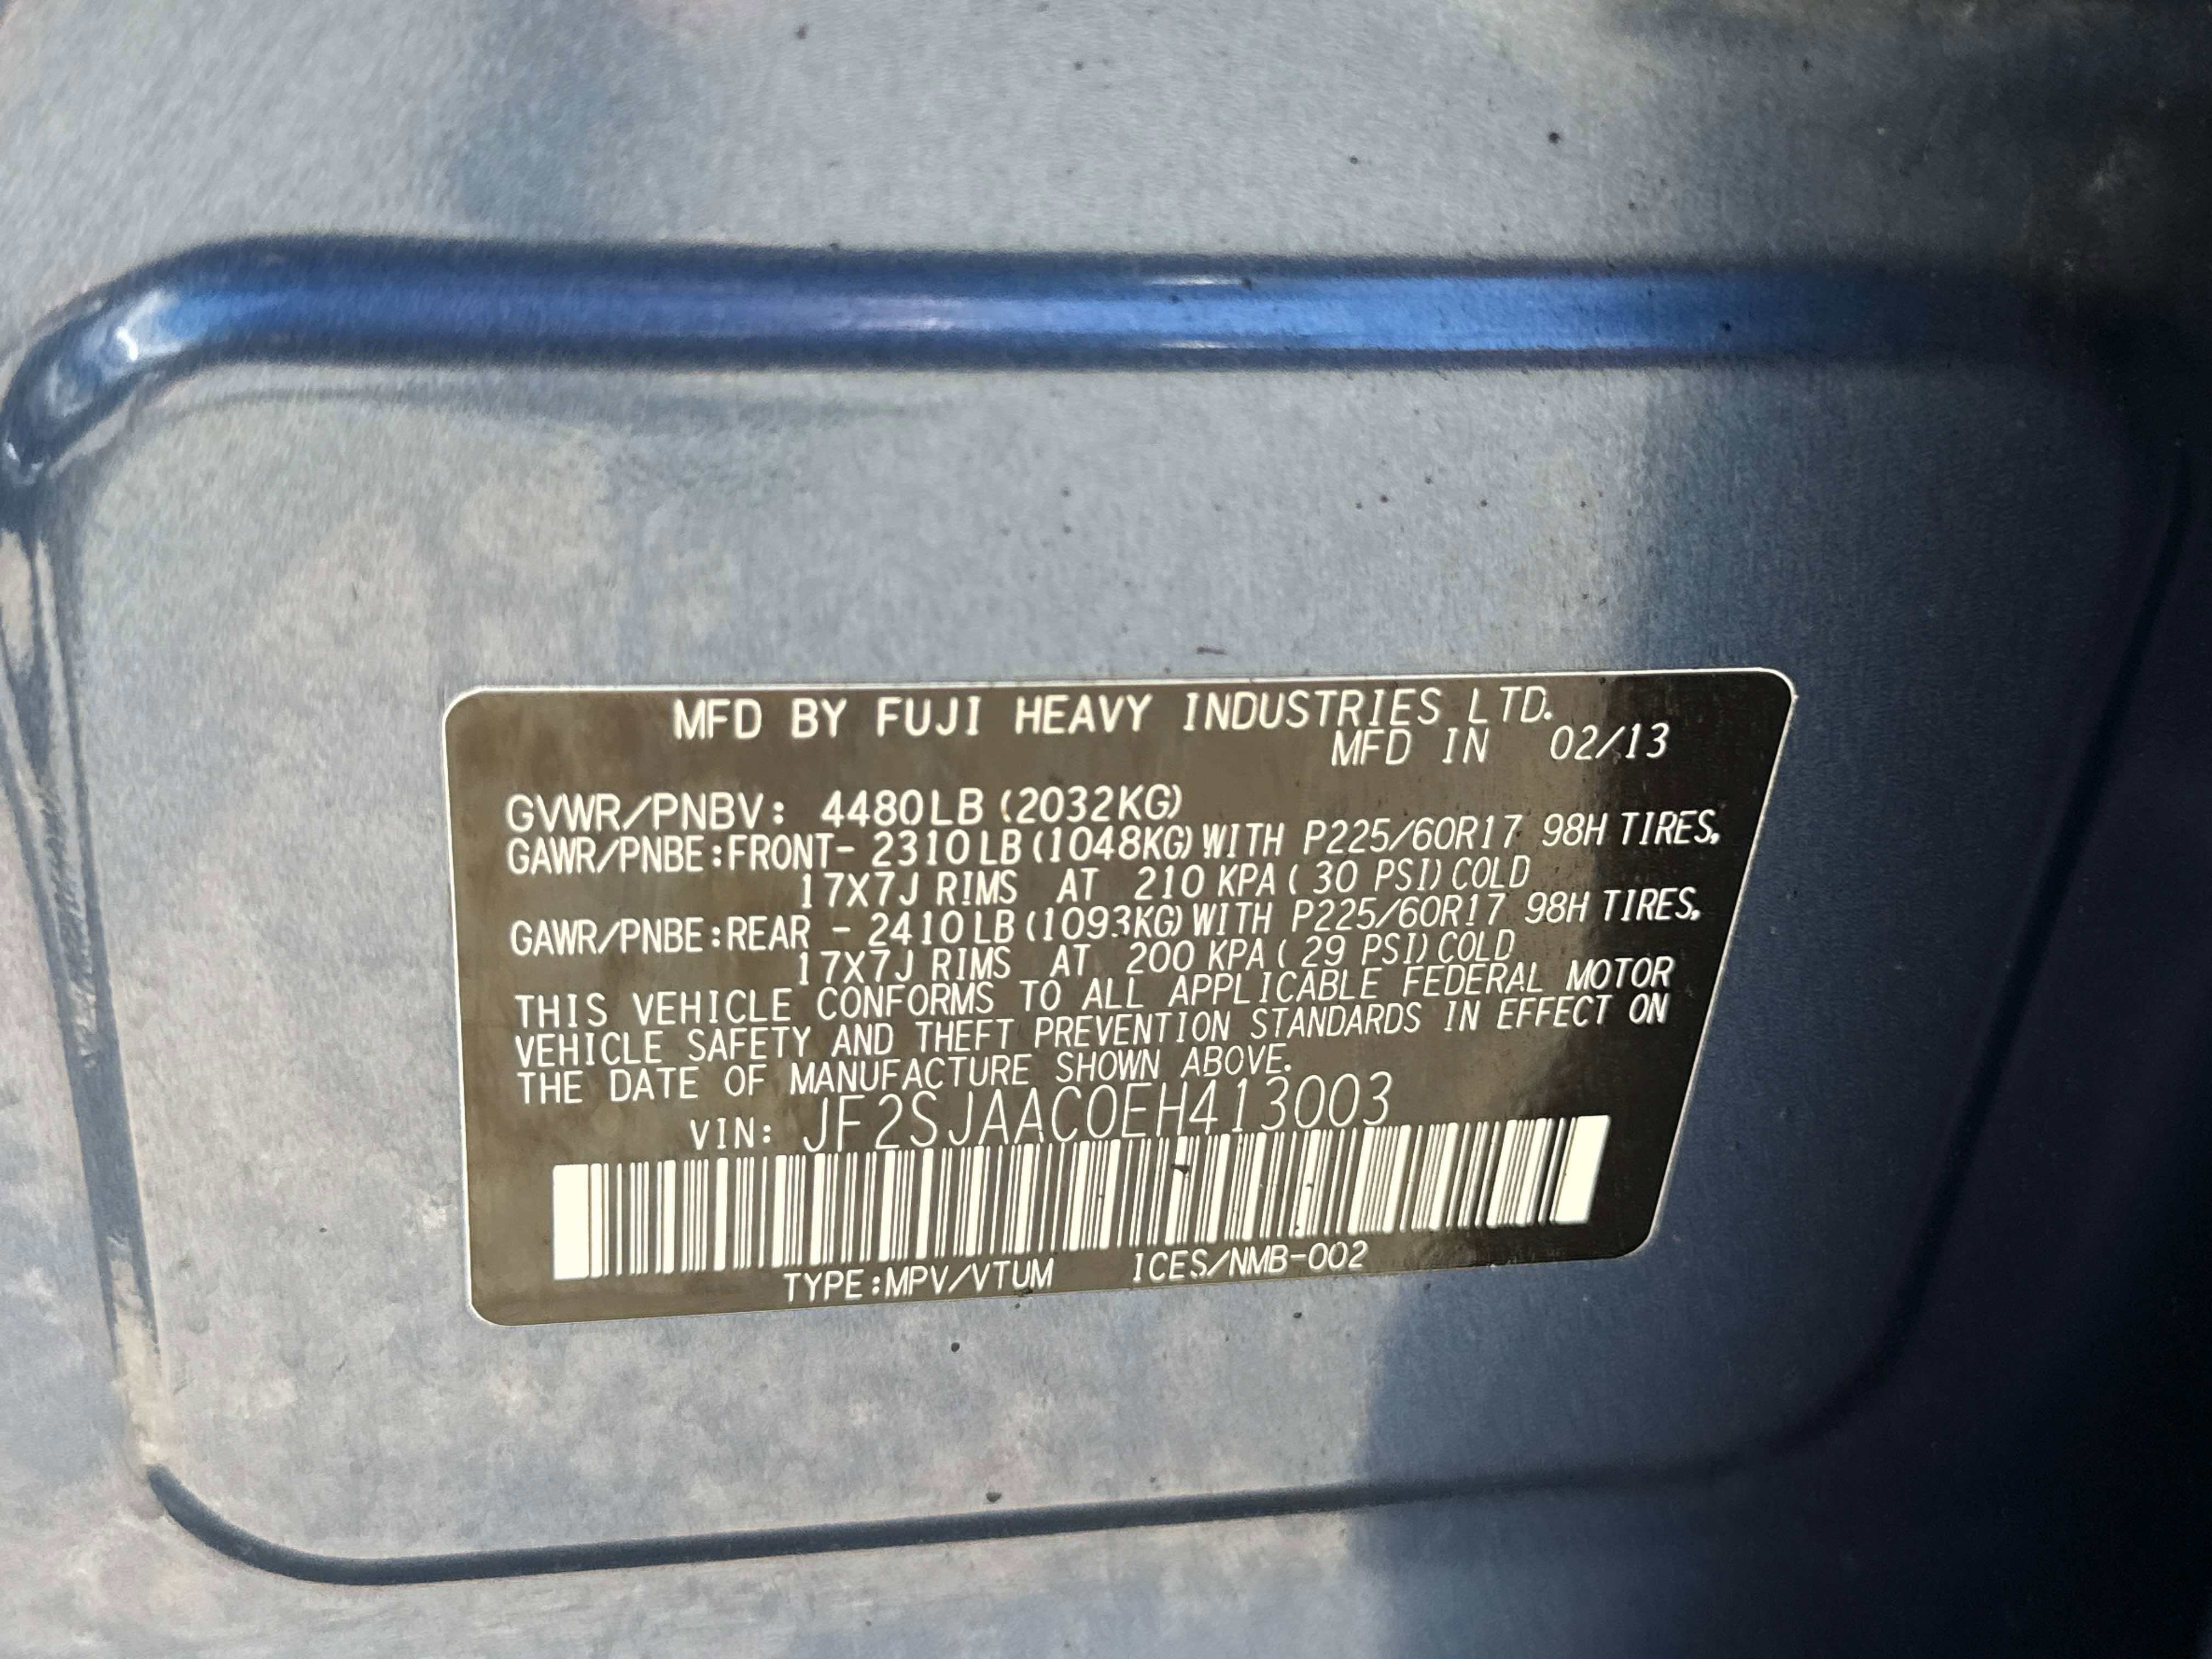 MFD BY FUJI HEAVY INDUSTRIES LTD.
MFD IN 02/13
GVWR/PNBV: 4480LB (2032KG)
GAWR/PNBE:FRONT- 2310LB (1048KG) WITH P225/60R17 98H TIRES,
17X7J RIMS AT 210 KPA ( 30 PSI) COLD
GAWR/PNBE:REAR - 2410LB (1093KG) WITH P225/60R17 98H TIRES,
17X7J RIMS AT 200 KPA ( 29 PSI) COLD
THIS VEHICLE CONFORMS TO ALL APPLICABLE FEDERAL MOTOR
VEHICLE SAFETY AND THEFT PREVENTION STANDARDS IN EFFECT ON
THE DATE OF MANUFACTURE SHOWN ABOVE.
VIN: JF2SJAAC0EH413003
TYPE:MPV/VTUM ICES/NMB-002